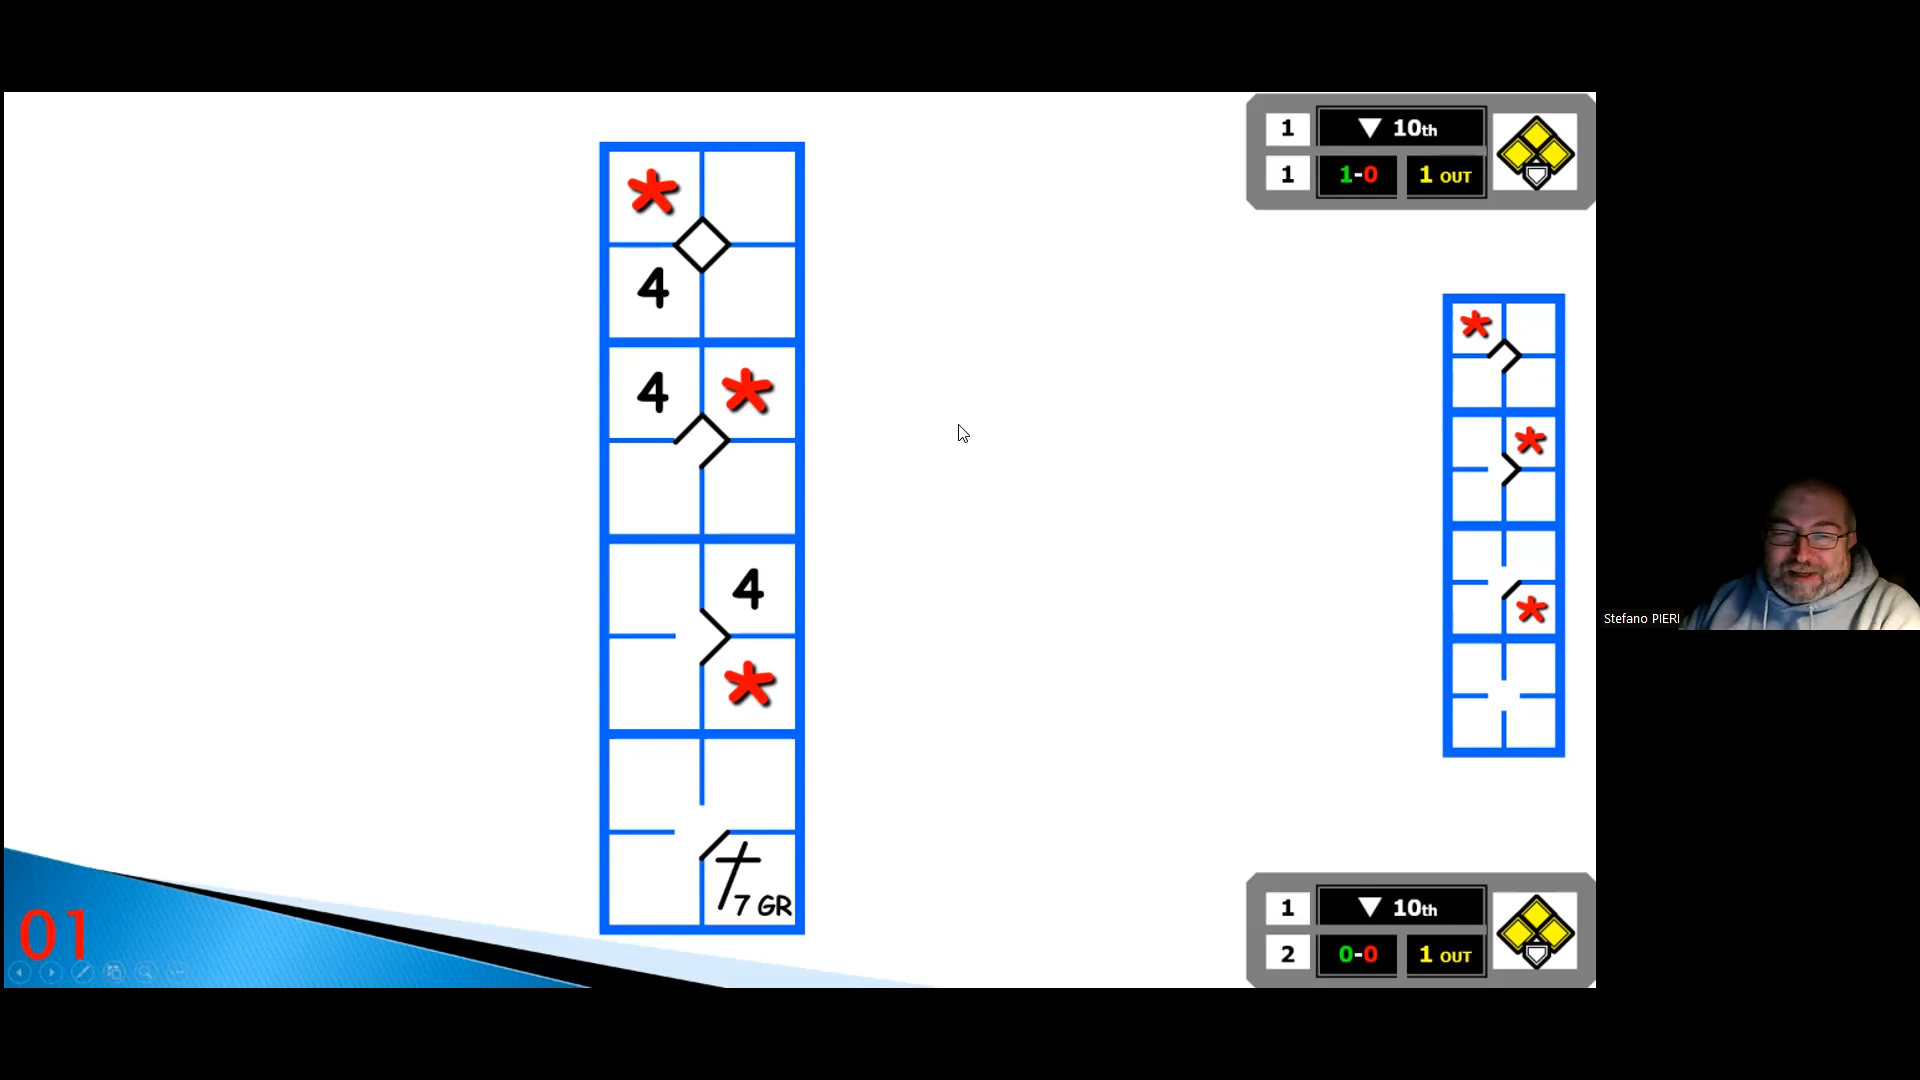 1 ▼ 10th
1 1-0 1 OUT
*
4
4 *
4
*
7 GR
*
*
*
Stefano PIERI
01
1 ▼ 10th
2 0-0 1 OUT